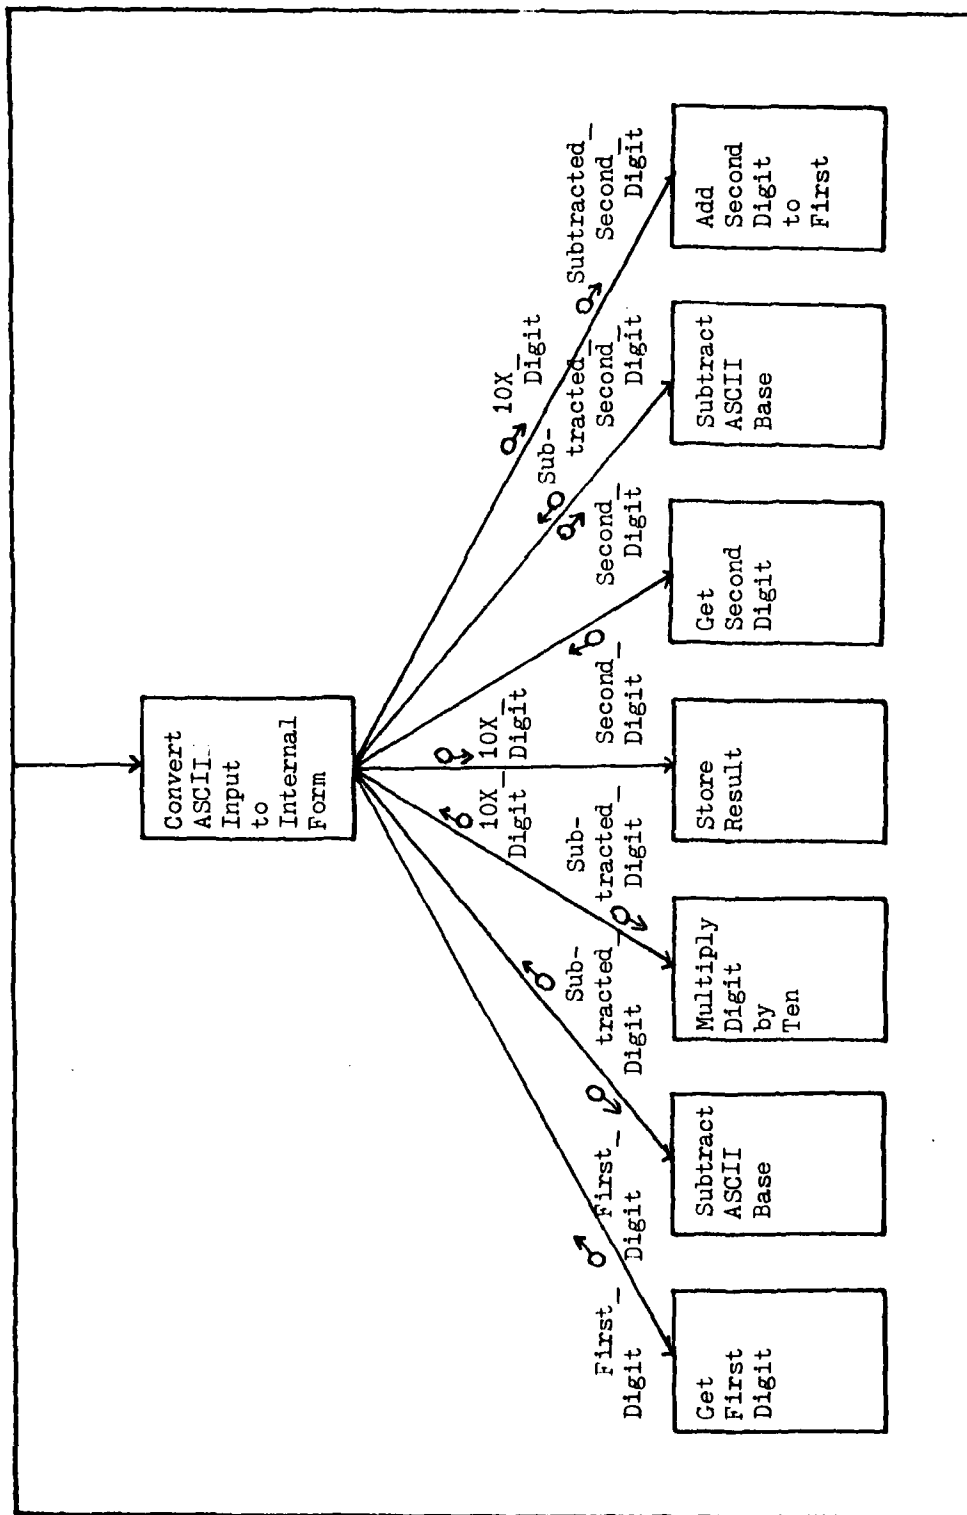 Convert
ASCII
Input
to
Internal
Form
First_
Digit
First_
Digit
Sub-
tracted_
Digit
Sub-
tracted_
Digit
10X_
Digit
10X_
Digit
Second_
Digit
Second_
Digit
Sub-
tracted_
Second_
Digit
10X_
Digit
Subtracted_
Second_
Digit
Get
First
Digit
Subtract
ASCII
Base
Multiply
Digit
by
Ten
Store
Result
Get
Second
Digit
Subtract
ASCII
Base
Add
Second
Digit
to
First